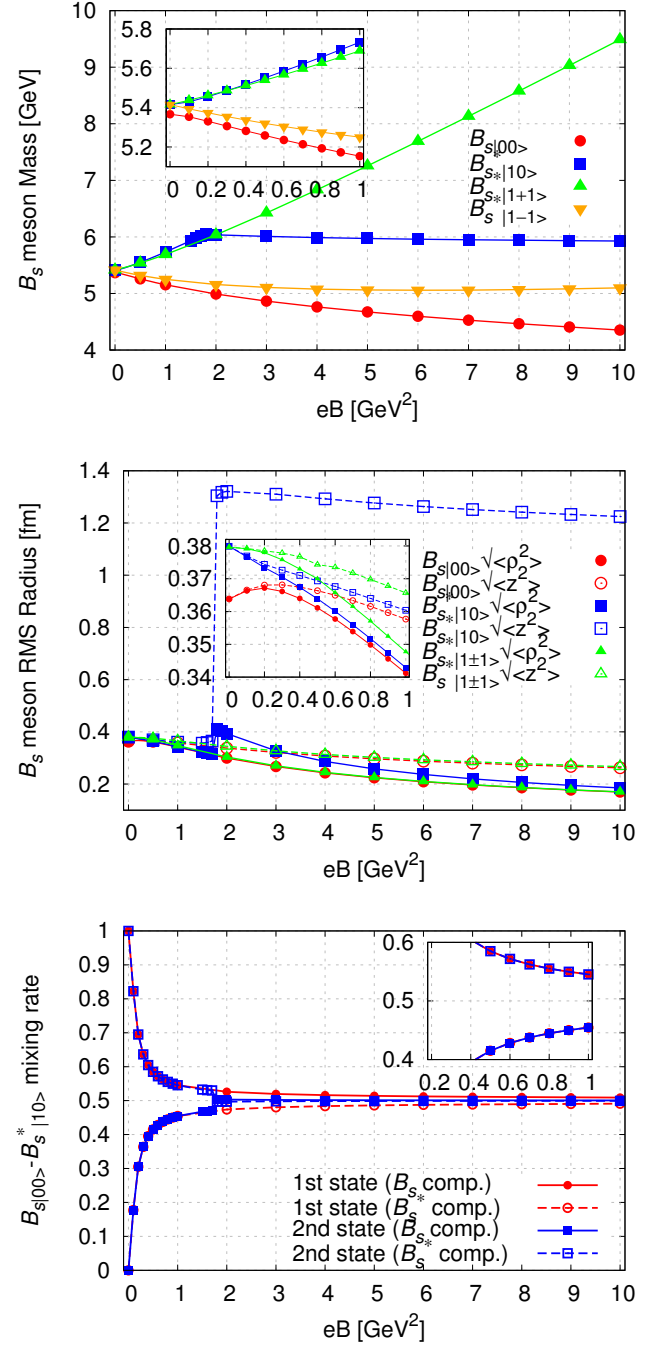 10
9
8
7
6
5
4
B_s meson Mass [GeV]
5.8
5.6
5.4
5.2
0 0.2 0.4 0.6 0.8 1
B_{s|00>}
B_s^*_{|10>}
B_s^*_{|1+1>}
B_s^*_{|1-1>}
0 1 2 3 4 5 6 7 8 9 10
eB [GeV²]
1.4
1.2
1.0
0.8
0.6
0.4
0.2
B_s meson RMS Radius [fm]
0.38
0.37
0.36
0.35
0.34
0 0.2 0.4 0.6 0.8 1
B_{s|00>}√<ρ²>
B_{s|00>}√<z²>
B_s^*_{|10>}√<ρ²>
B_s^*_{|10>}√<z²>
B_s^*_{|1±1>}√<ρ²>
B_s^*_{|1±1>}√<z²>
0 1 2 3 4 5 6 7 8 9 10
eB [GeV²]
1
0.9
0.8
0.7
0.6
0.5
0.4
0.3
0.2
0.1
0
B_{s|00>}-B_s^*_{|10>} mixing rate
0.6
0.5
0.4
0.2 0.4 0.6 0.8 1
1st state (B_s comp.)
1st state (B_s^* comp.)
2nd state (B_s comp.)
2nd state (B_s^* comp.)
0 1 2 3 4 5 6 7 8 9 10
eB [GeV²]